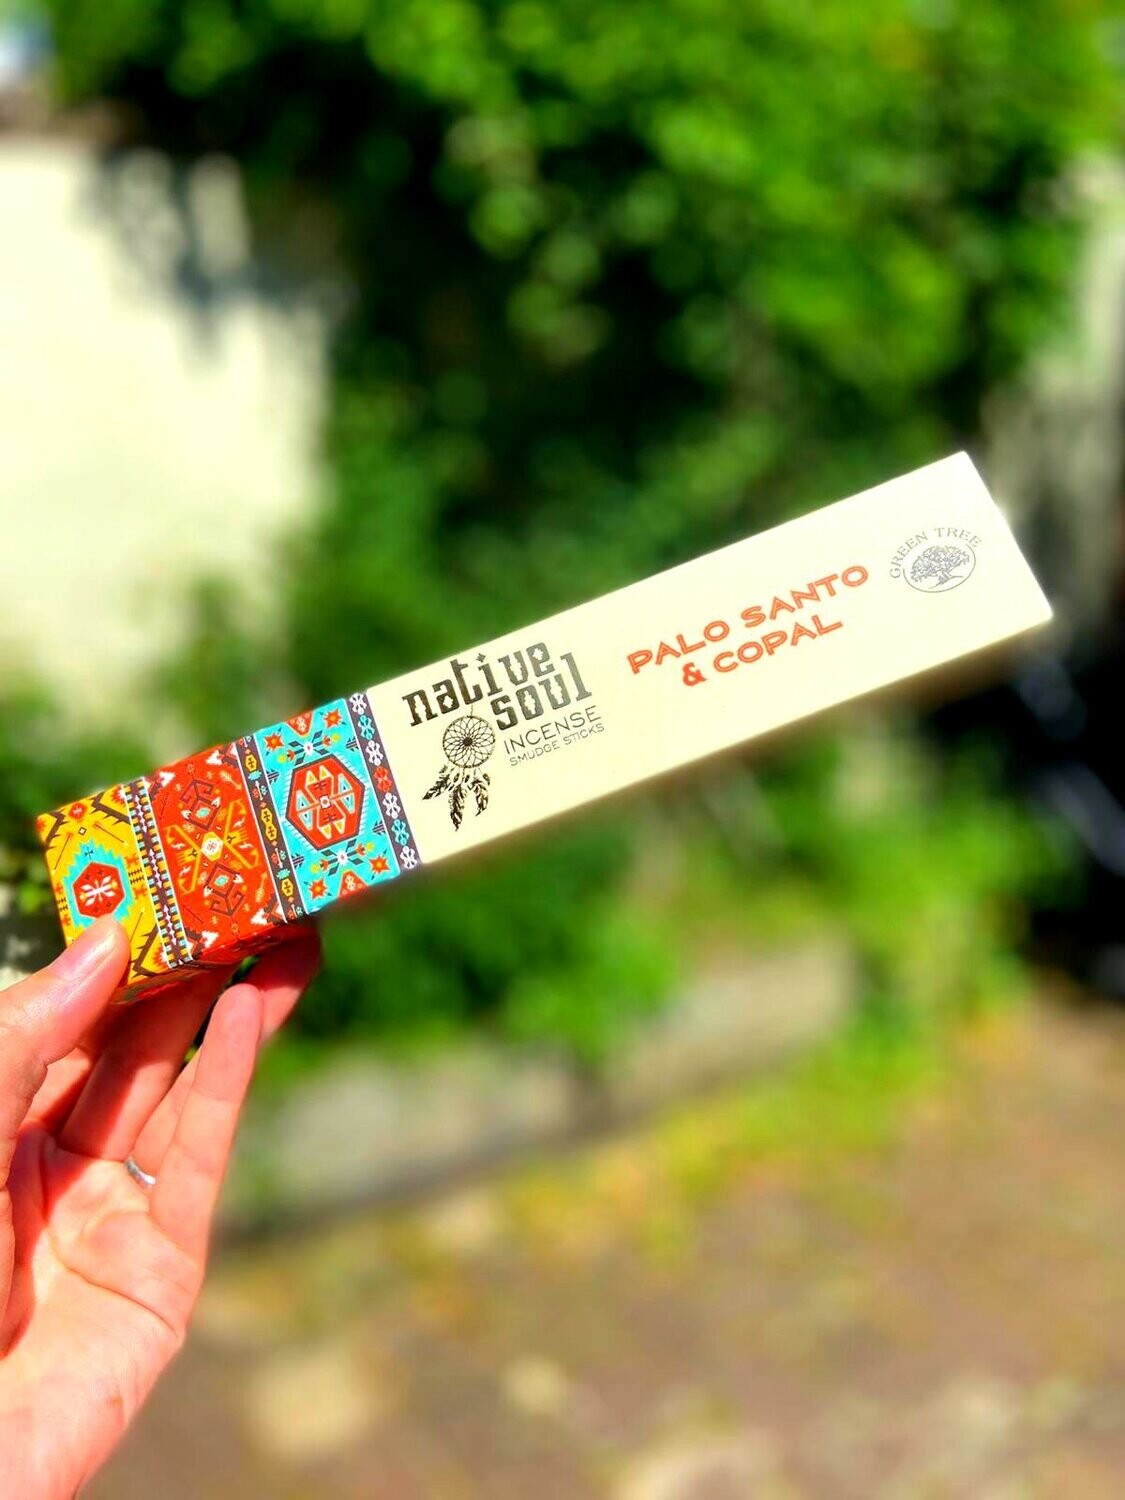 native
soul
INCENSE
SMUDGE STICKS
PALO SANTO
& COPAL
GREEN TREE